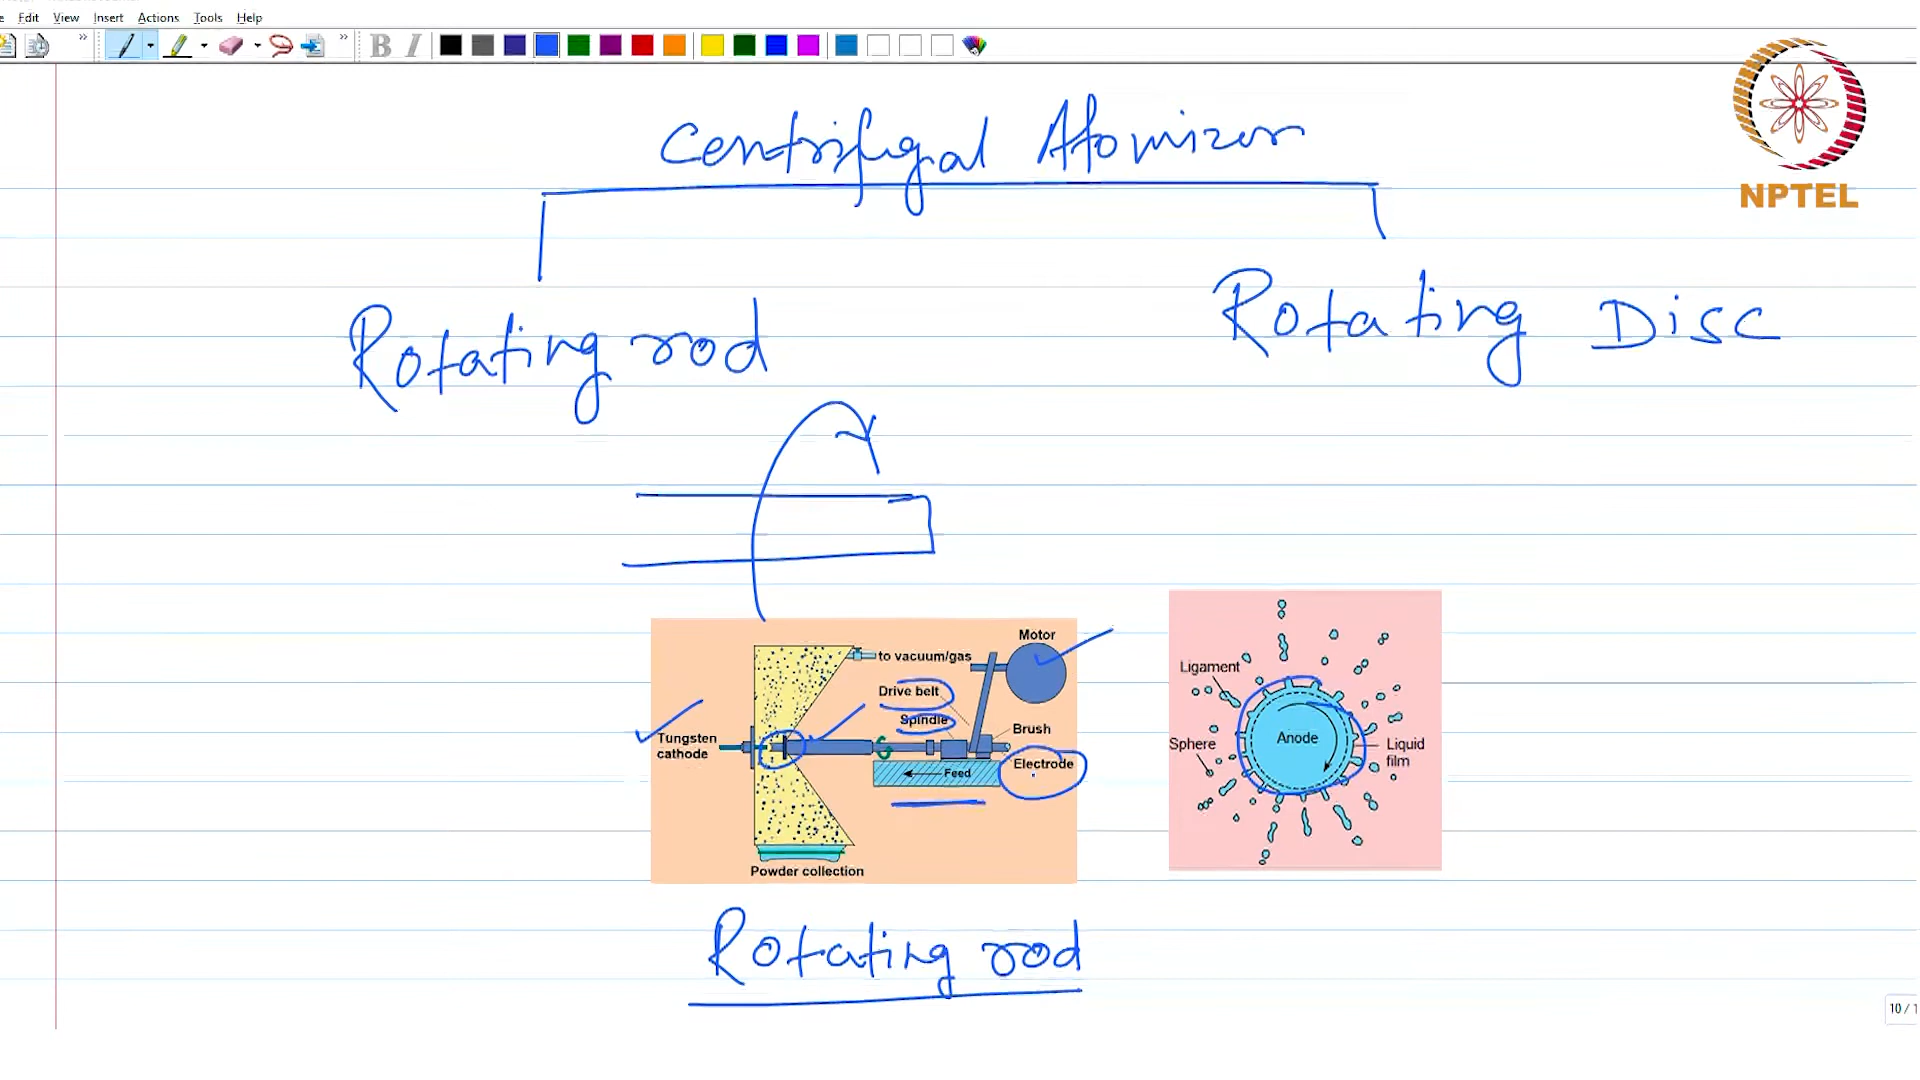 Edit View Insert Actions Tools Help
B I
NPTEL
Centrifugal Atomizer
Rotating rod
Rotating Disc
Motor
to vacuum/gas
Drive belt
Spindle
Brush
Tungsten
cathode
Electrode
Feed
Powder collection
Ligament
Anode
Sphere
Liquid
film
Rotating rod
10 / 1